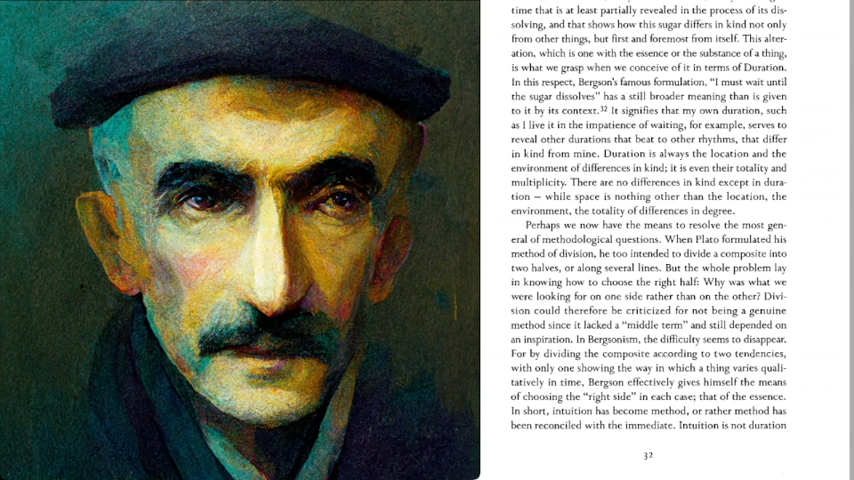 time that is at least partially revealed in the process of its dis-
solving, and that shows how this sugar differs in kind not only
from other things, but first and foremost from itself. This alter-
ation, which is one with the essence or the substance of a thing,
is what we grasp when we conceive of it in terms of Duration.
In this respect, Bergson's famous formulation, "I must wait until
the sugar dissolves" has a still broader meaning than is given
to it by its context.32 It signifies that my own duration, such
as I live it in the impatience of waiting, for example, serves to
reveal other durations that beat to other rhythms, that differ
in kind from mine. Duration is always the location and the
environment of differences in kind; it is even their totality and
multiplicity. There are no differences in kind except in dura-
tion – while space is nothing other than the location, the
environment, the totality of differences in degree.
Perhaps we now have the means to resolve the most gen-
eral of methodological questions. When Plato formulated his
method of division, he too intended to divide a composite into
two halves, or along several lines. But the whole problem lay
in knowing how to choose the right half: Why was what we
were looking for on one side rather than on the other? Divi-
sion could therefore be criticized for not being a genuine
method since it lacked a "middle term" and still depended on
an inspiration. In Bergsonism, the difficulty seems to disappear.
For by dividing the composite according to two tendencies,
with only one showing the way in which a thing varies quali-
tatively in time, Bergson effectively gives himself the means
of choosing the "right side" in each case; that of the essence.
In short, intuition has become method, or rather method has
been reconciled with the immediate. Intuition is not duration
32